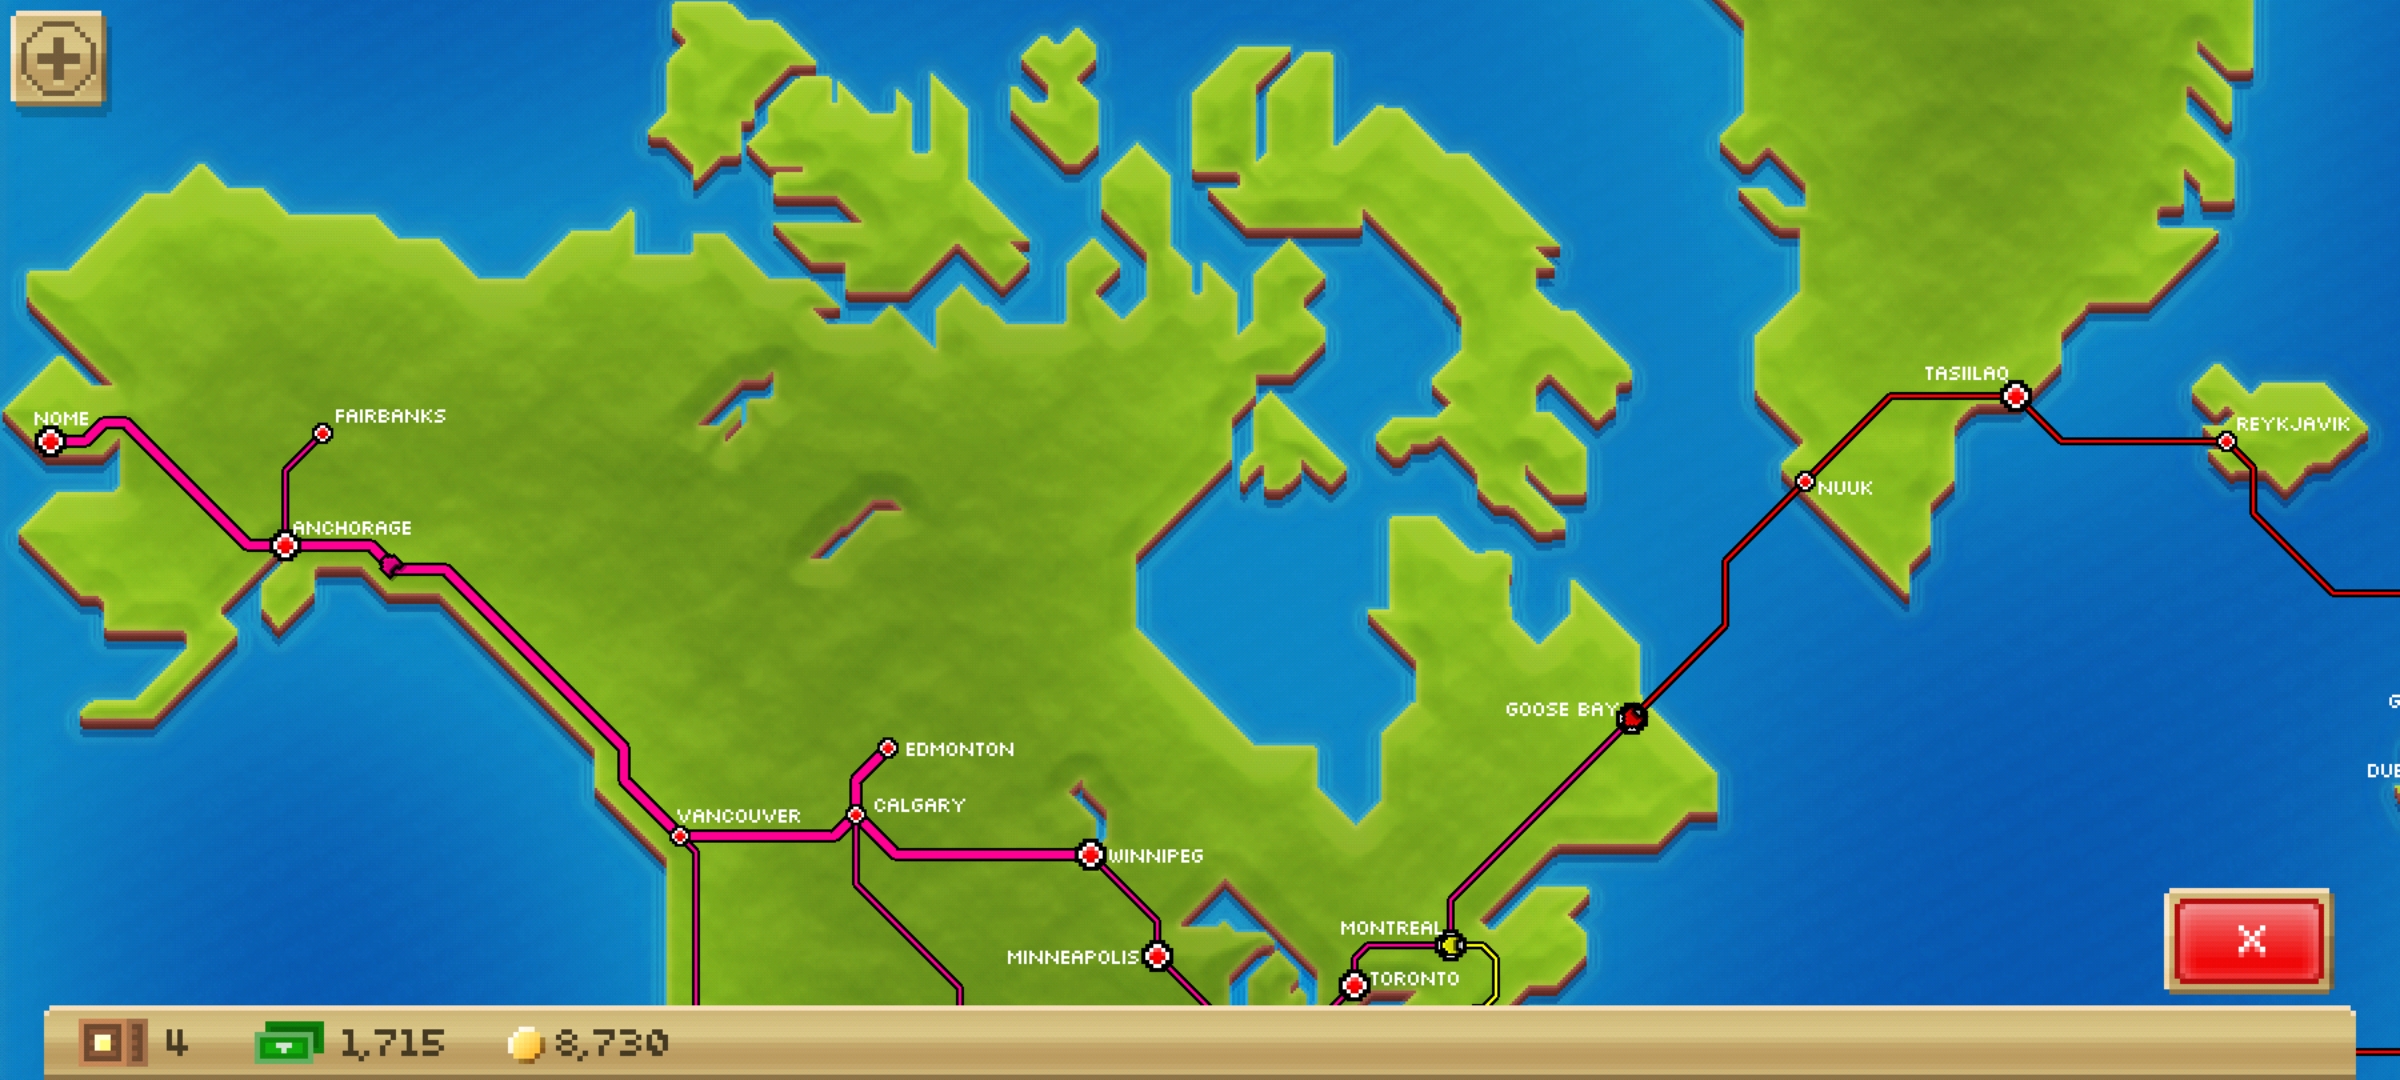 TASIILAQ
NOME
FAIRBANKS
REYKJAVIK
NUUK
ANCHORAGE
GOOSE BAY
EDMONTON
CALGARY
VANCOUVER
WINNIPEG
MONTREAL
MINNEAPOLIS
TORONTO
X
4
1,715
8,730